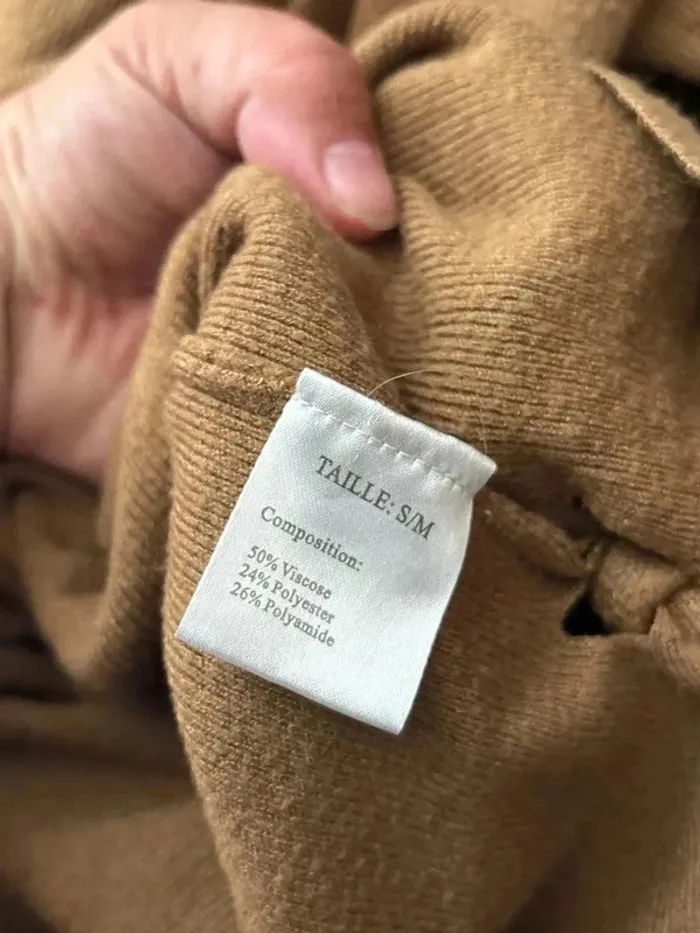 TAILLE: S/M
Composition:
50% Viscose
24% Polyester
26% Polyamide